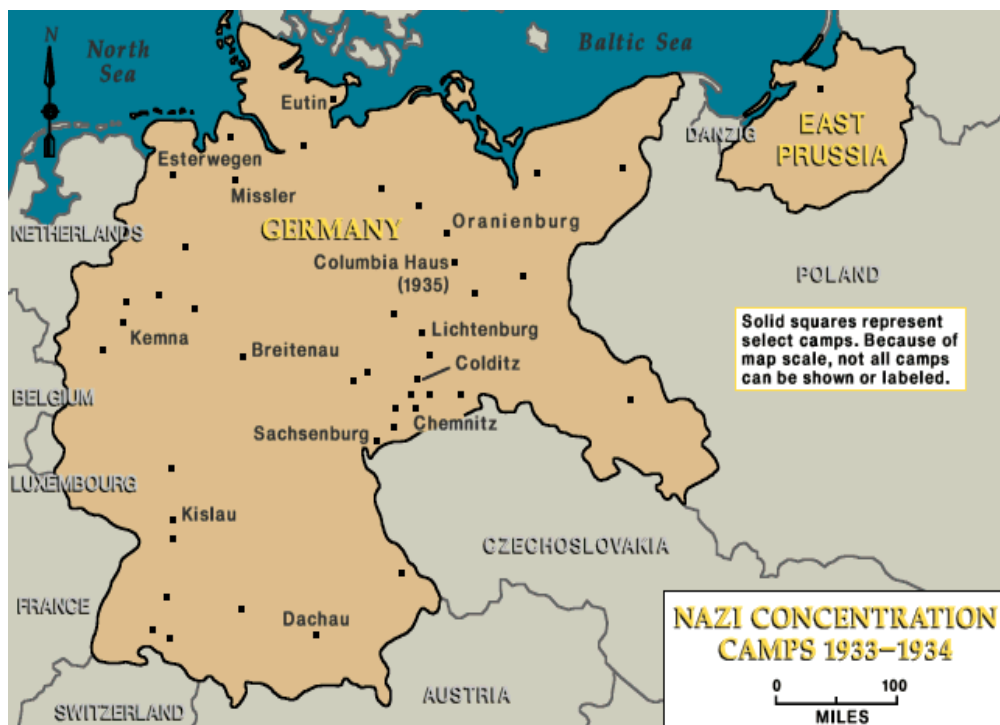 N
North
Sea
Baltic Sea
Eutin
DANZIG
EAST
PRUSSIA
Esterwegen
Missler
NETHERLANDS
GERMANY
Oranienburg
Columbia Haus
(1935)
POLAND
Solid squares represent
select camps. Because of
map scale, not all camps
can be shown or labeled.
Kemna
Lichtenburg
Breitenau
Colditz
BELGIUM
Chemnitz
Sachsenburg
LUXEMBOURG
Kislau
CZECHOSLOVAKIA
FRANCE
Dachau
NAZI CONCENTRATION
CAMPS 1933–1934
AUSTRIA
0 100
MILES
SWITZERLAND